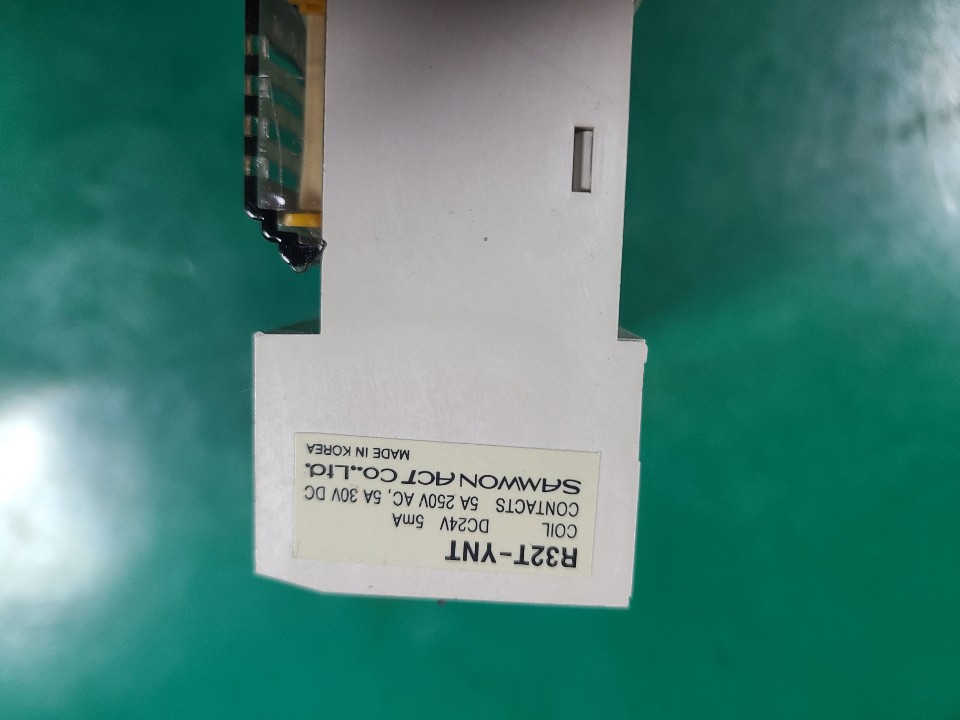 R32T-YNT
COIL DC24V 5mA
CONTACTS 5A 250V AC, 5A 30V DC
SAMWON ACT Co.,Ltd.
MADE IN KOREA